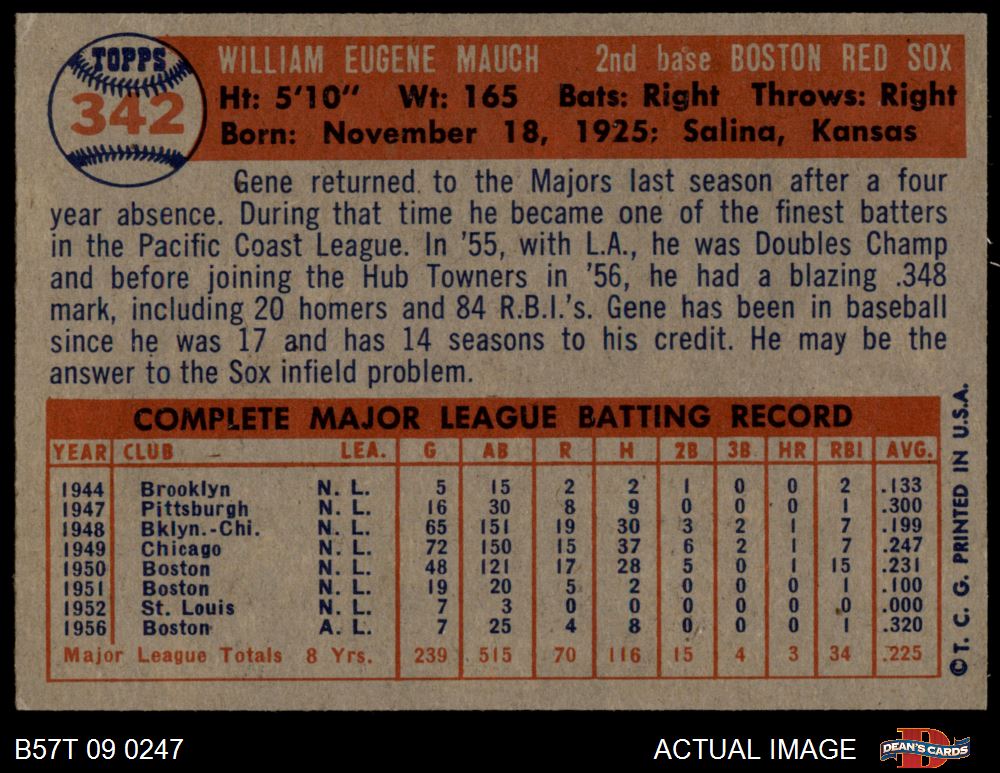 TOPPS
342
WILLIAM EUGENE MAUCH 2nd base BOSTON RED SOX
Ht: 5'10" Wt: 165 Bats: Right Throws: Right
Born: November 18, 1925; Salina, Kansas
Gene returned to the Majors last season after a four
year absence. During that time he became one of the finest batters
in the Pacific Coast League. In '55, with L.A., he was Doubles Champ
and before joining the Hub Towners in '56, he had a blazing .348
mark, including 20 homers and 84 R.B.I.'s. Gene has been in baseball
since he was 17 and has 14 seasons to his credit. He may be the
answer to the Sox infield problem.
COMPLETE MAJOR LEAGUE BATTING RECORD
YEAR CLUB LEA. G AB R H 2B 3B HR RBI AVG.
1944 Brooklyn N. L. 5 15 2 2 1 0 0 2 .133
1947 Pittsburgh N. L. 16 30 8 9 0 0 0 1 .300
1948 Bklyn.-Chi. N. L. 65 151 19 30 3 2 1 7 .199
1949 Chicago N. L. 72 150 15 37 6 2 1 7 .247
1950 Boston N. L. 48 121 17 28 5 0 1 15 .231
1951 Boston N. L. 19 20 5 2 0 0 0 1 .100
1952 St. Louis N. L. 7 3 0 0 0 0 0 0 .000
1956 Boston A. L. 7 25 4 8 0 0 0 1 .320
Major League Totals 8 Yrs. 239 515 70 116 15 4 3 34 .225
© T. C. G. PRINTED IN U.S.A.
B57T 09 0247 ACTUAL IMAGE DEAN'S CARDS